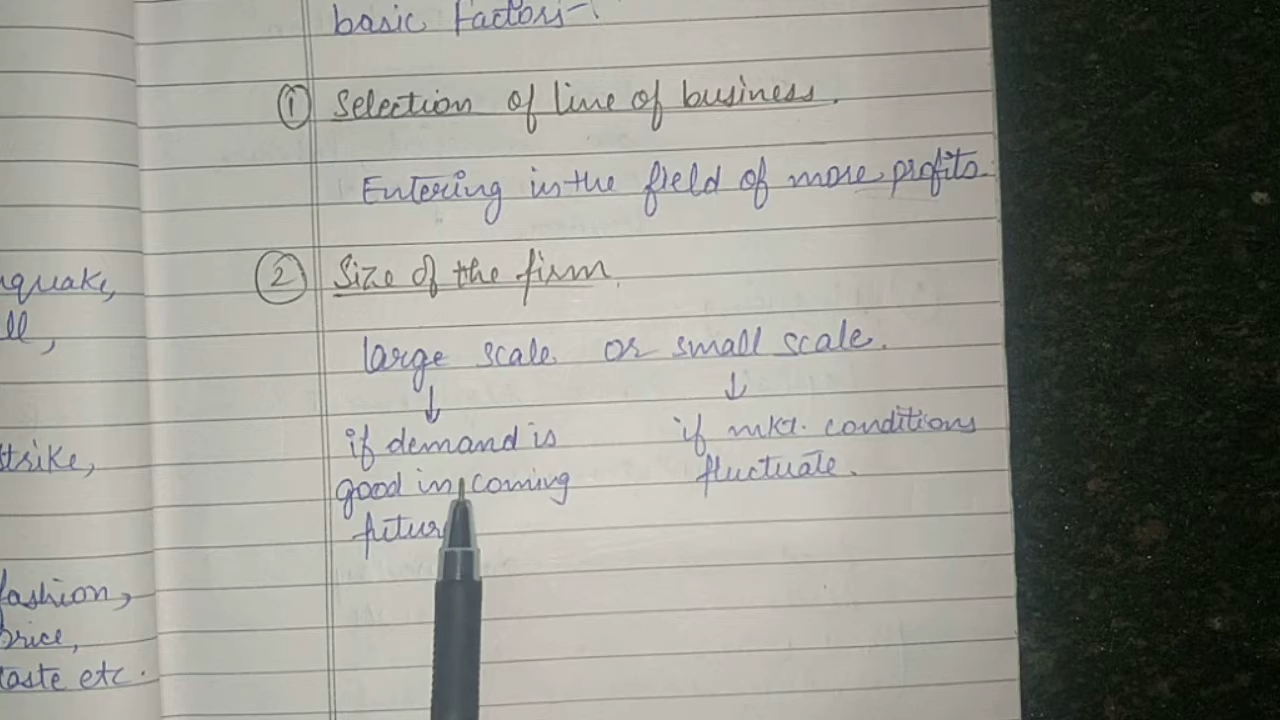 basic factors-
① Selection of line of business.
Entering in the field of more profits
② Size of the firm.
large scale or small scale.
↓ ↓
if demand is
good in coming
futur
if mkt. conditions
fluctuate.
quake,
ll,
strike,
fashion,
price,
taste etc.